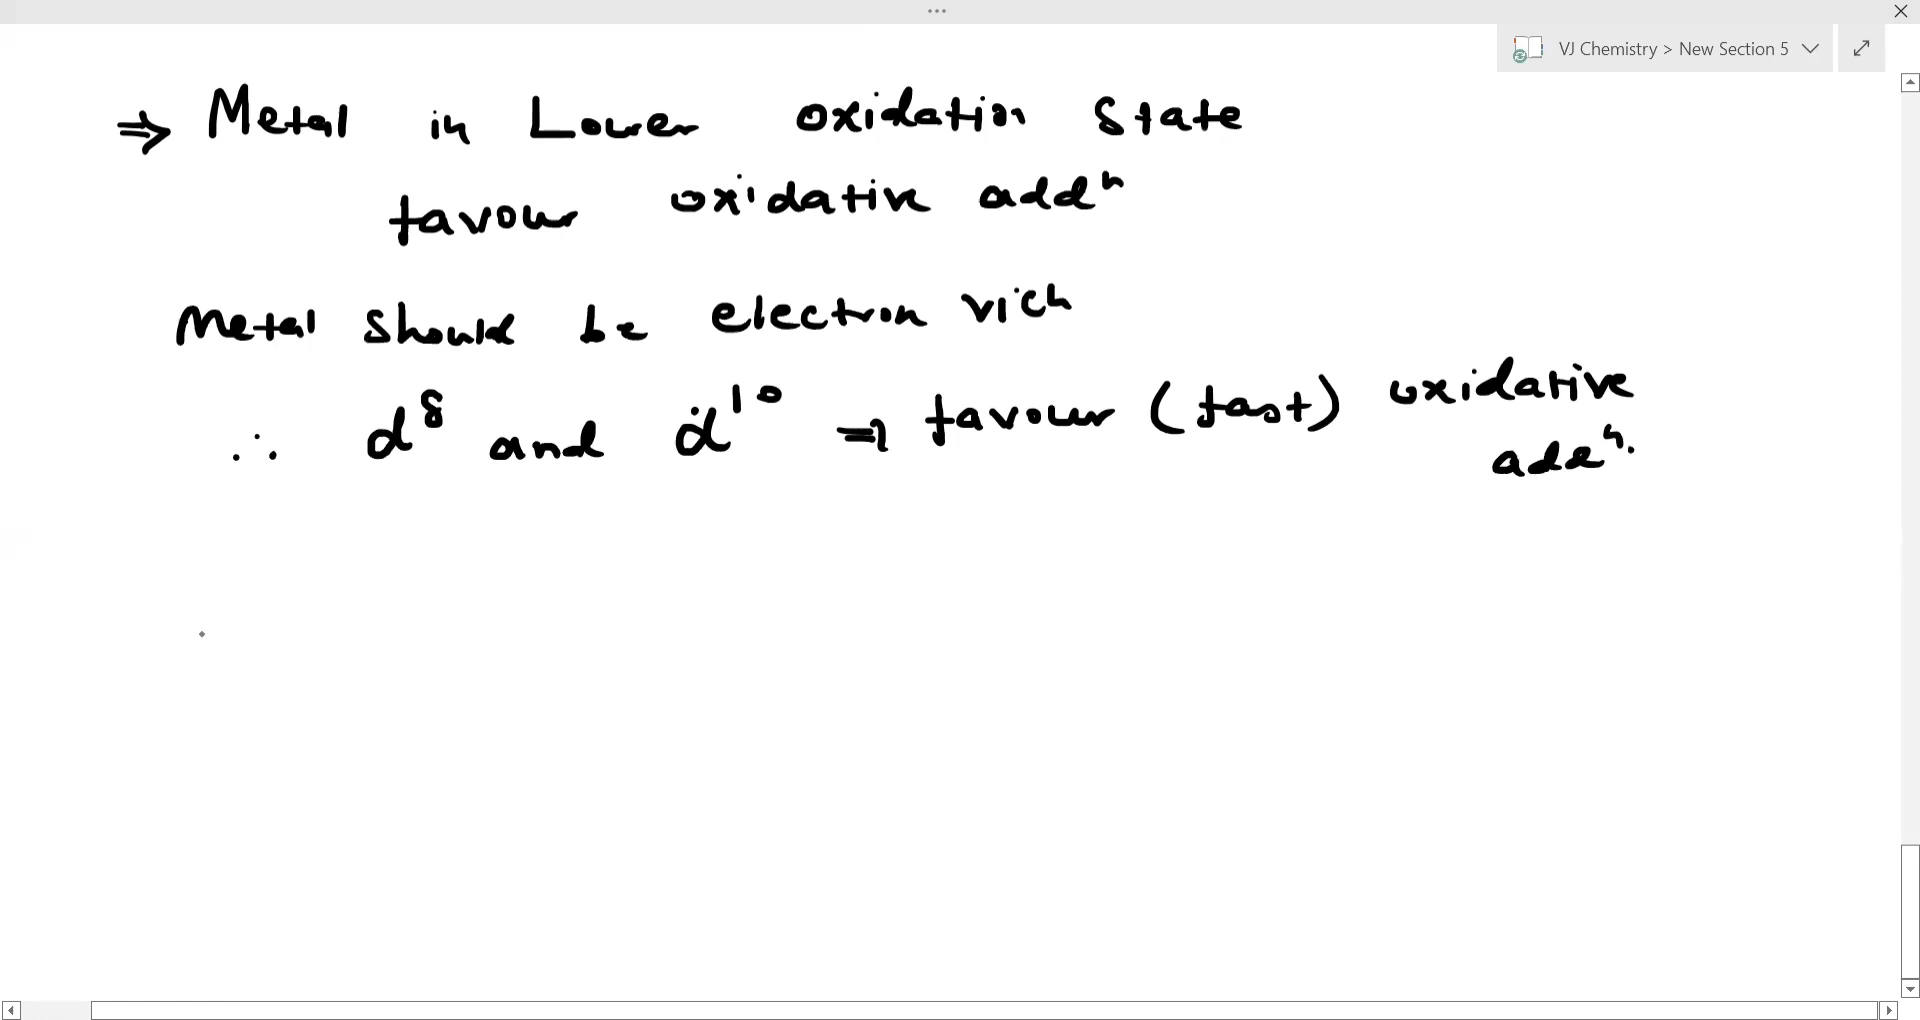 VJ Chemistry > New Section 5
⇒ Metal in Lower oxidation state
favour oxidative addⁿ
Metal should be electron rich
∴ d⁸ and d¹⁰ ⇒ favour (fast) oxidative
addⁿ.